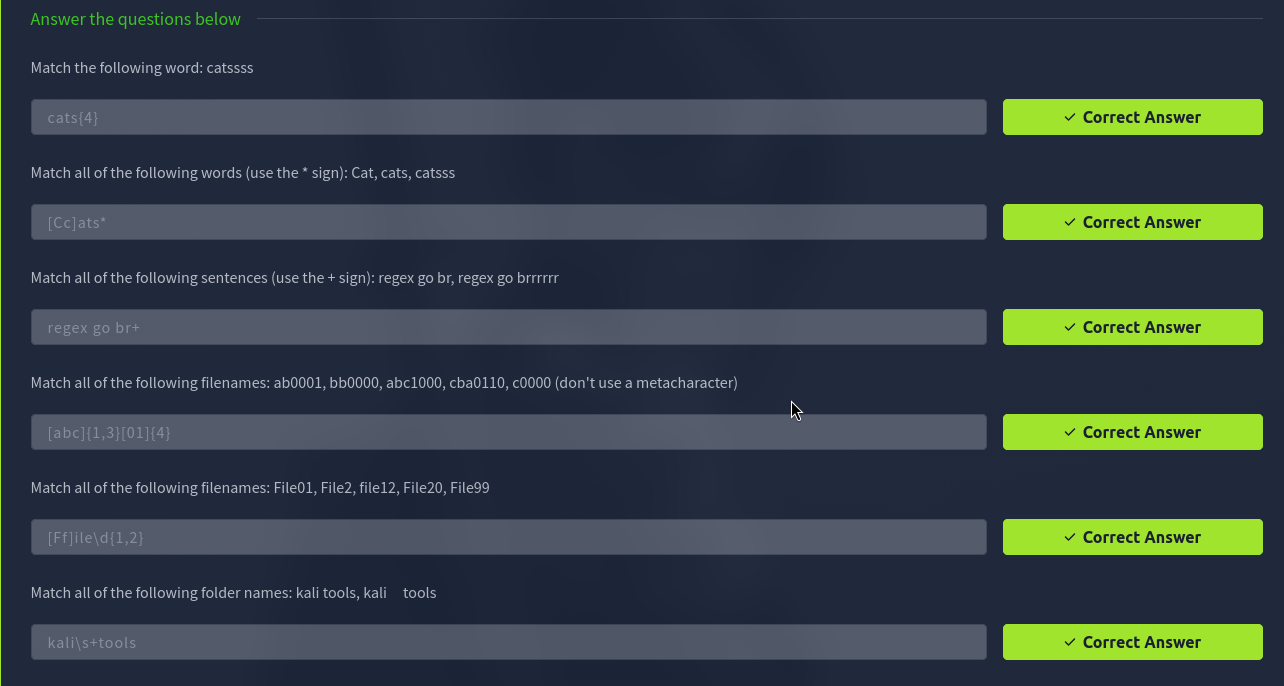 Answer the questions below
Match the following word: catssss
cats{4}
✓ Correct Answer
Match all of the following words (use the * sign): Cat, cats, catsss
[Cc]ats*
✓ Correct Answer
Match all of the following sentences (use the + sign): regex go br, regex go brrrrrr
regex go br+
✓ Correct Answer
Match all of the following filenames: ab0001, bb0000, abc1000, cba0110, c0000 (don't use a metacharacter)
[abc]{1,3}[01]{4}
✓ Correct Answer
Match all of the following filenames: File01, File2, file12, File20, File99
[Ff]ile\d{1,2}
✓ Correct Answer
Match all of the following folder names: kali tools, kali    tools
kali\s+tools
✓ Correct Answer